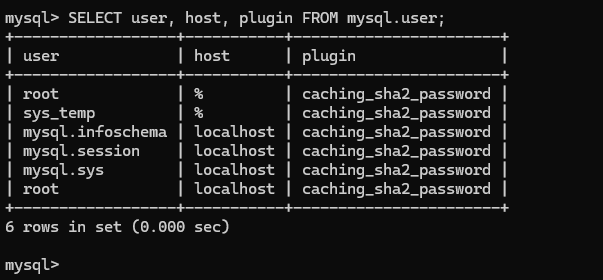 mysql> SELECT user, host, plugin FROM mysql.user;
+------------------+-----------+-----------------------+
| user             | host      | plugin                |
+------------------+-----------+-----------------------+
| root             | %         | caching_sha2_password |
| sys_temp         | %         | caching_sha2_password |
| mysql.infoschema | localhost | caching_sha2_password |
| mysql.session    | localhost | caching_sha2_password |
| mysql.sys        | localhost | caching_sha2_password |
| root             | localhost | caching_sha2_password |
+------------------+-----------+-----------------------+
6 rows in set (0.000 sec)
mysql>